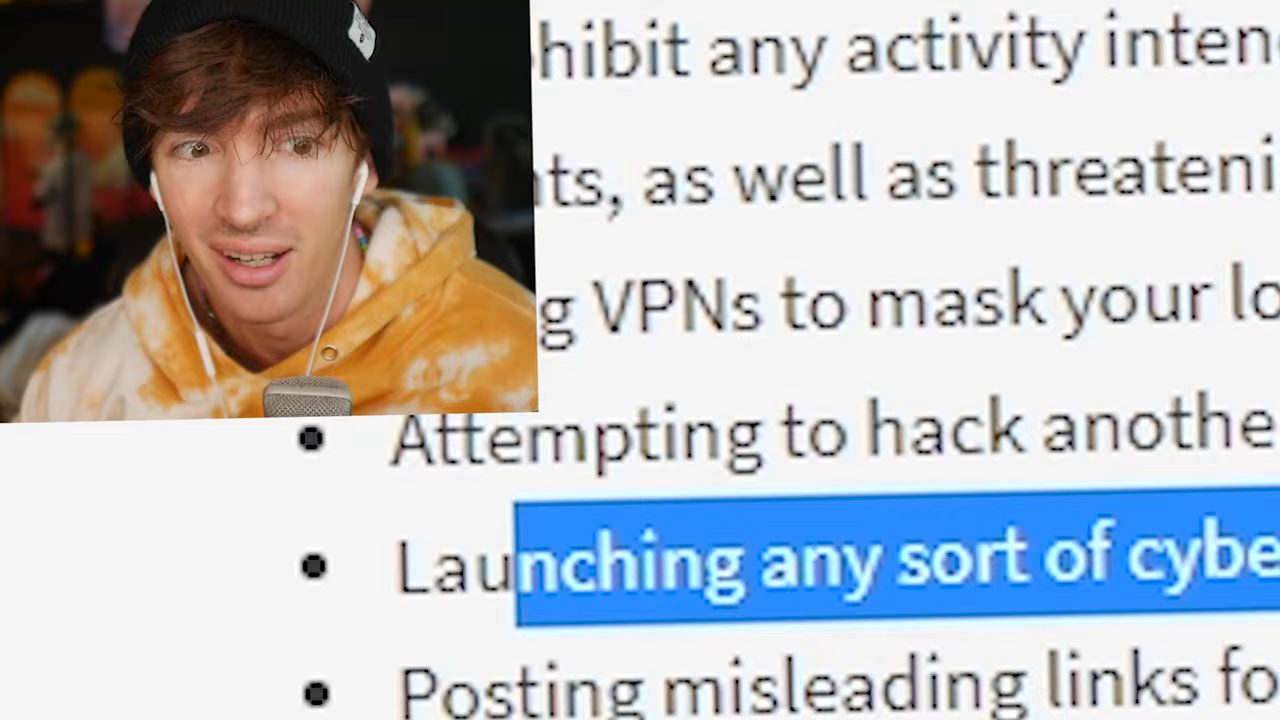 hibit any activity inten
ts, as well as threateni
g VPNs to mask your lo
Attempting to hack anothe
Launching any sort of cybe
Posting misleading links fo